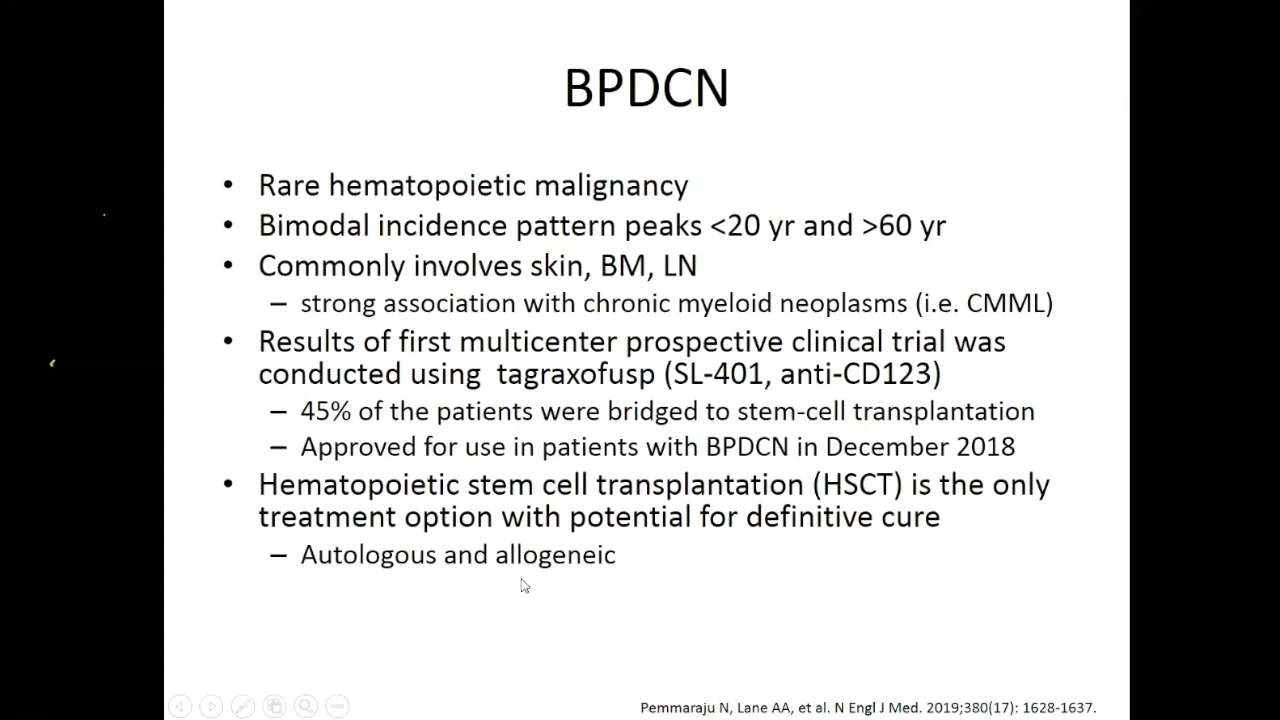 BPDCN
• Rare hematopoietic malignancy
• Bimodal incidence pattern peaks <20 yr and >60 yr
• Commonly involves skin, BM, LN
– strong association with chronic myeloid neoplasms (i.e. CMML)
• Results of first multicenter prospective clinical trial was
conducted using  tagraxofusp (SL-401, anti-CD123)
– 45% of the patients were bridged to stem-cell transplantation
– Approved for use in patients with BPDCN in December 2018
• Hematopoietic stem cell transplantation (HSCT) is the only
treatment option with potential for definitive cure
– Autologous and allogeneic
Pemmaraju N, Lane AA, et al. N Engl J Med. 2019;380(17): 1628-1637.